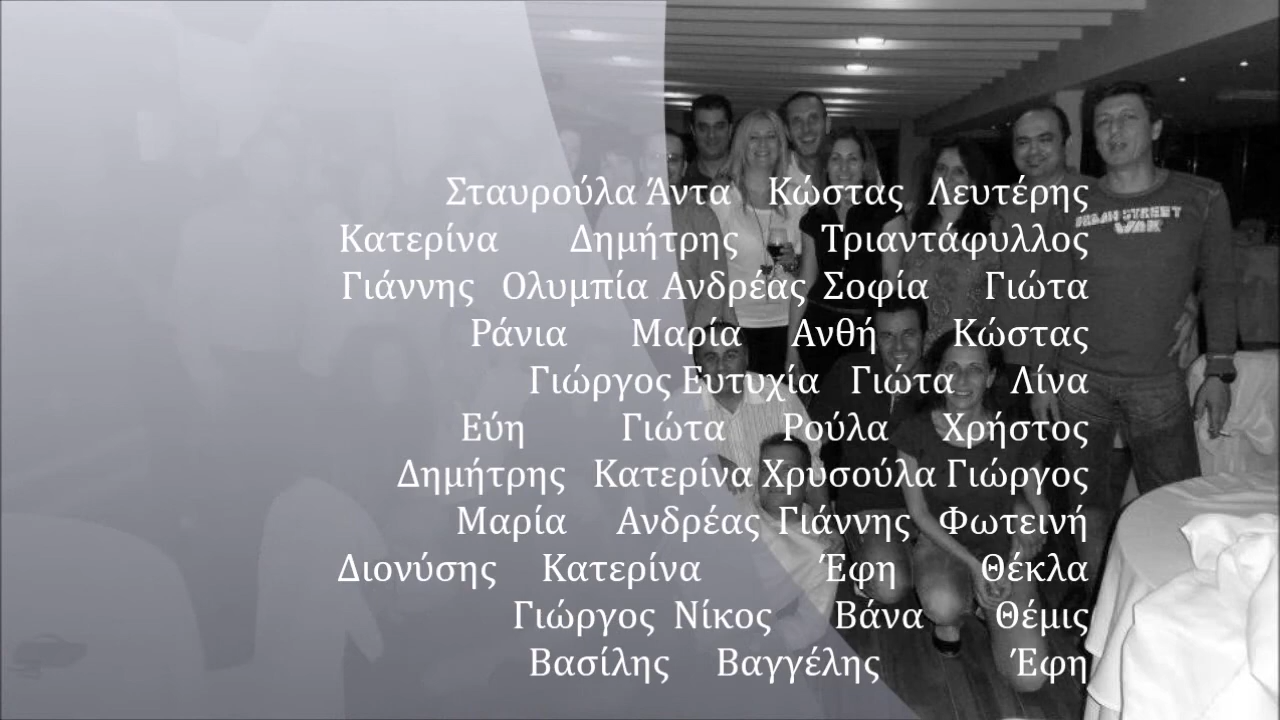 Σταυρούλα Άντα Κώστας Λευτέρης
Κατερίνα Δημήτρης Τριαντάφυλλος
Γιάννης Ολυμπία Ανδρέας Σοφία Γιώτα
Ράνια Μαρία Ανθή Κώστας
Γιώργος Ευτυχία Γιώτα Λίνα
Εύη Γιώτα Ρούλα Χρήστος
Δημήτρης Κατερίνα Χρυσούλα Γιώργος
Μαρία Ανδρέας Γιάννης Φωτεινή
Διονύσης Κατερίνα Έφη Θέκλα
Γιώργος Νίκος Βάνα Θέμις
Βασίλης Βαγγέλης Έφη
STREET
WAR